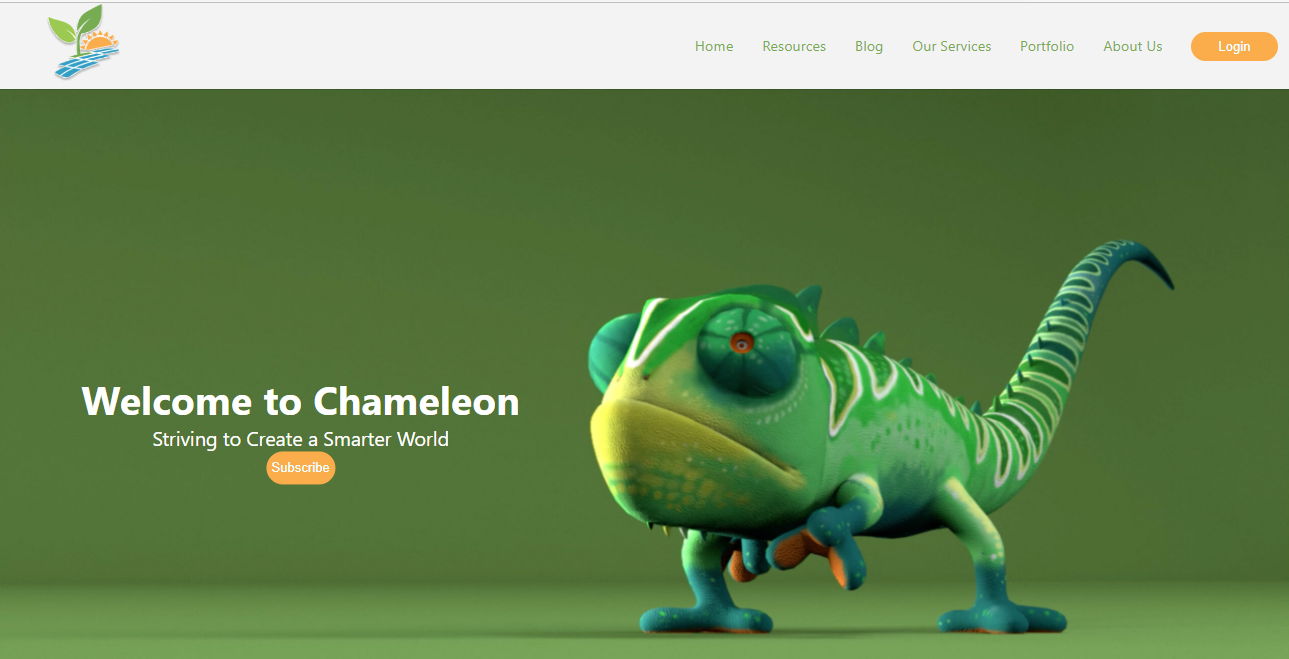 Home Resources Blog Our Services Portfolio About Us Login
Welcome to Chameleon
Striving to Create a Smarter World
Subscribe